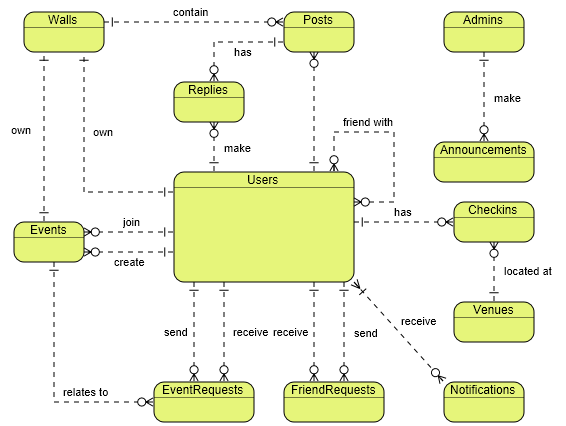 Walls
contain
Posts
Admins
has
Replies
make
friend with
make
Announcements
own
own
Users
Checkins
has
Events
join
create
located at
Venues
send
receive
receive
send
receive
relates to
EventRequests
FriendRequests
Notifications